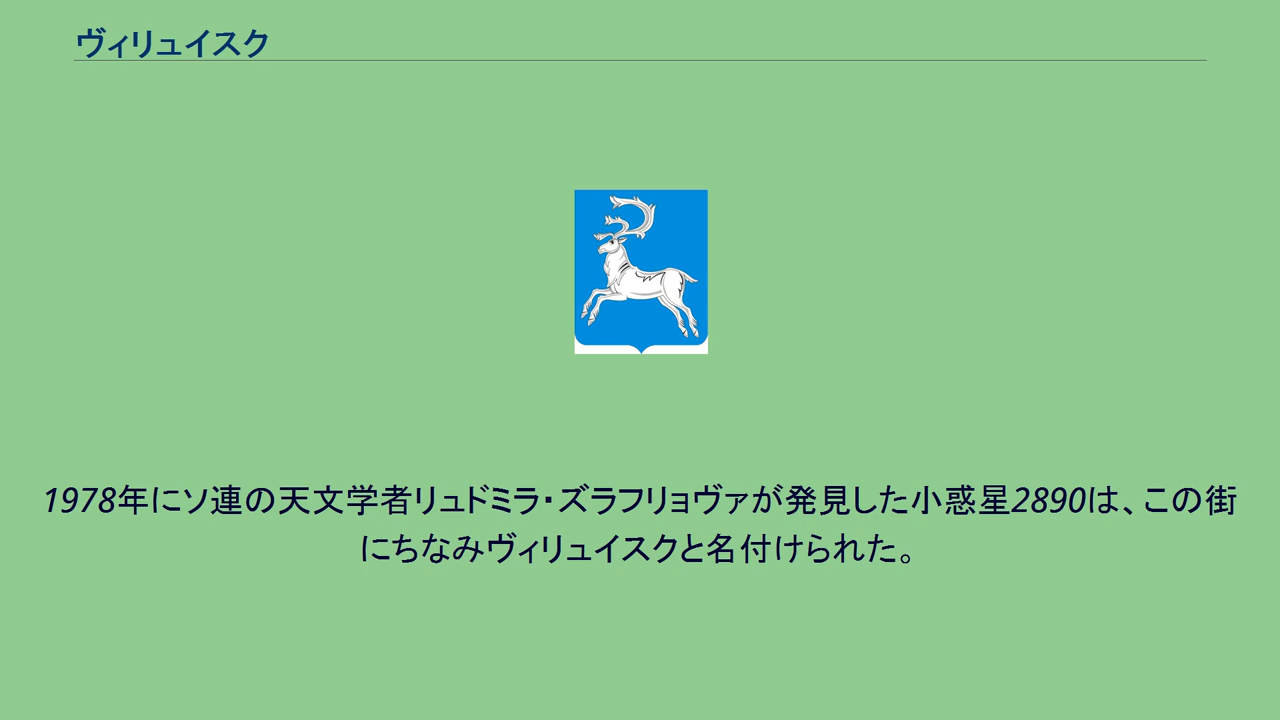 ヴィリュイスク
1978年にソ連の天文学者リュドミラ・ズラフリョヴァが発見した小惑星2890は、この街
にちなみヴィリュイスクと名付けられた。